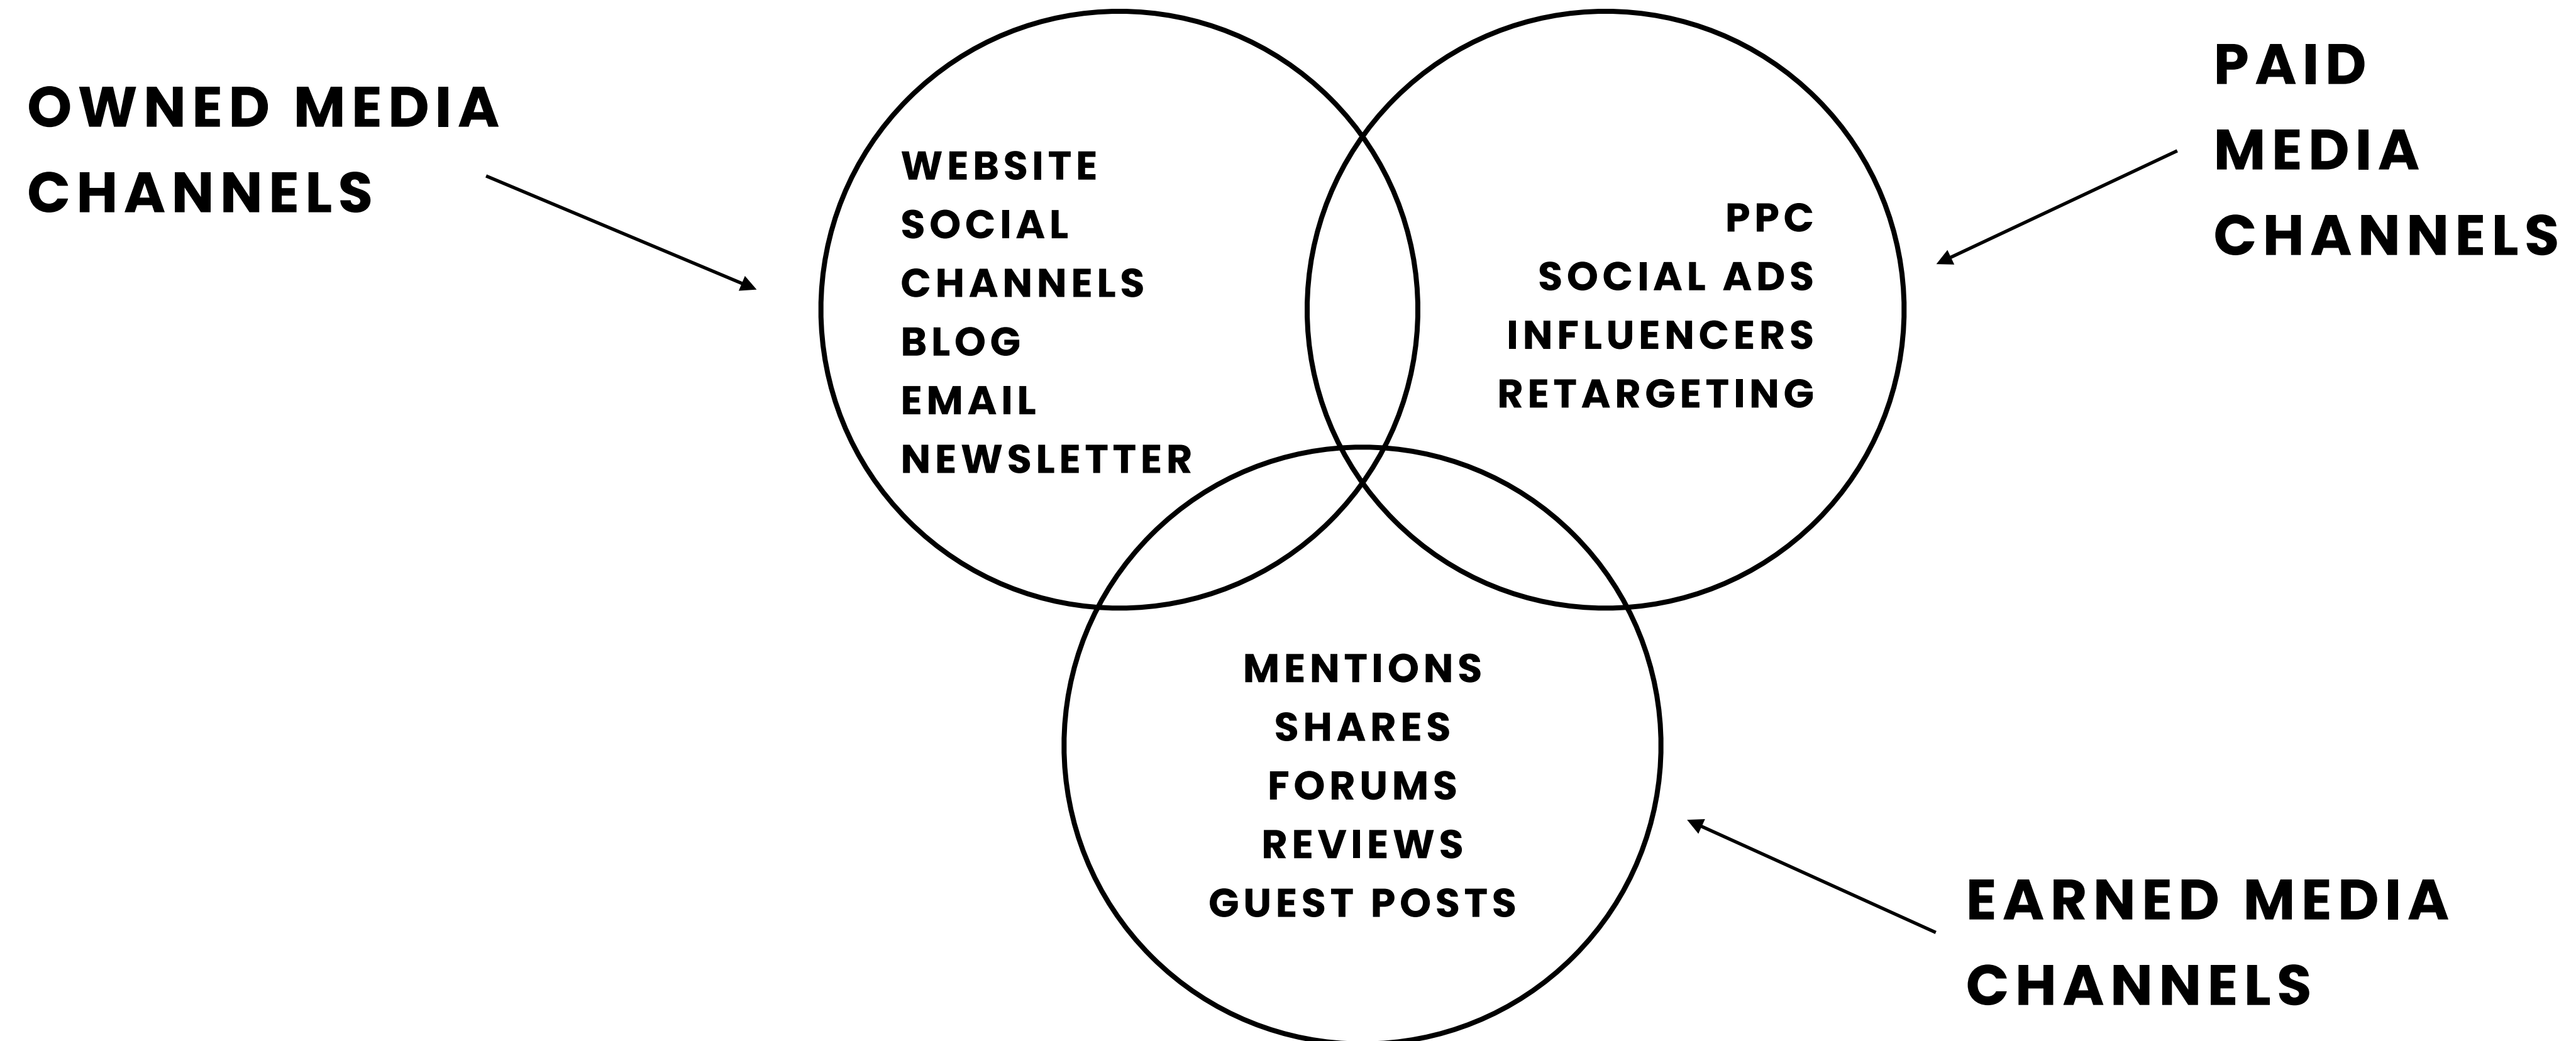 OWNED MEDIA
CHANNELS
WEBSITE
SOCIAL
CHANNELS
BLOG
EMAIL
NEWSLETTER
PPC
SOCIAL ADS
INFLUENCERS
RETARGETING
PAID
MEDIA
CHANNELS
MENTIONS
SHARES
FORUMS
REVIEWS
GUEST POSTS
EARNED MEDIA
CHANNELS